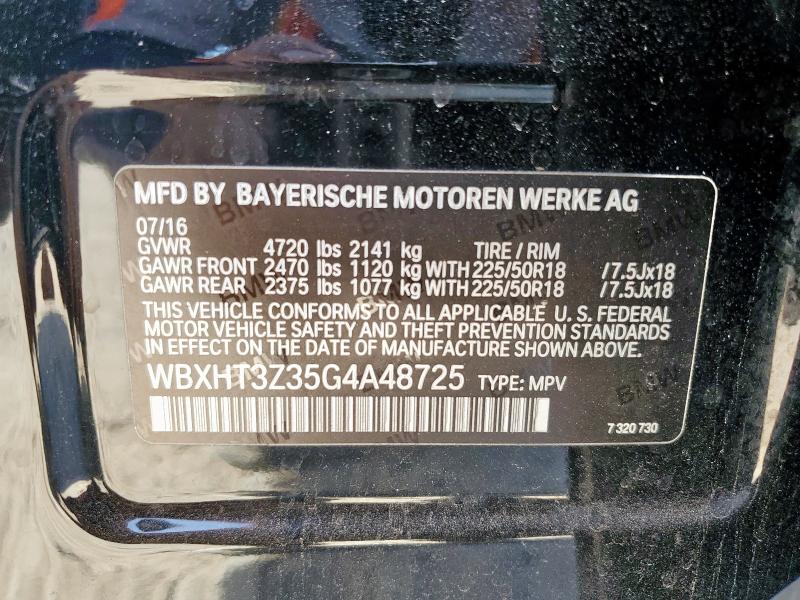 MFD BY BAYERISCHE MOTOREN WERKE AG
07/16
GVWR 4720 lbs 2141 kg TIRE / RIM
GAWR FRONT 2470 lbs 1120 kg WITH 225/50R18 /7.5Jx18
GAWR REAR 2375 lbs 1077 kg WITH 225/50R18 /7.5Jx18
THIS VEHICLE CONFORMS TO ALL APPLICABLE U.S. FEDERAL
MOTOR VEHICLE SAFETY AND THEFT PREVENTION STANDARDS
IN EFFECT ON THE DATE OF MANUFACTURE SHOWN ABOVE.
WBXHT3Z35G4A48725 TYPE: MPV
7 320 730